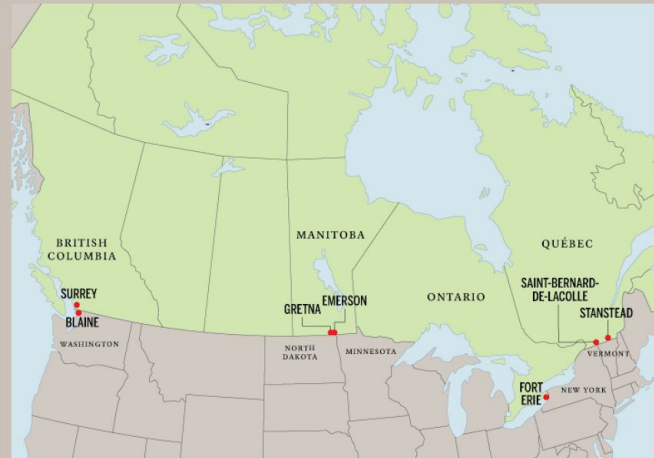 MANITOBA
BRITISH
COLUMBIA
QUÉBEC
SAINT-BERNARD-
DE-LACOLLE
SURREY
EMERSON
GRETNA
ONTARIO
STANSTEAD
BLAINE
WASHINGTON
NORTH
DAKOTA
MINNESOTA
VERMONT
FORT
ERIE
NEW YORK